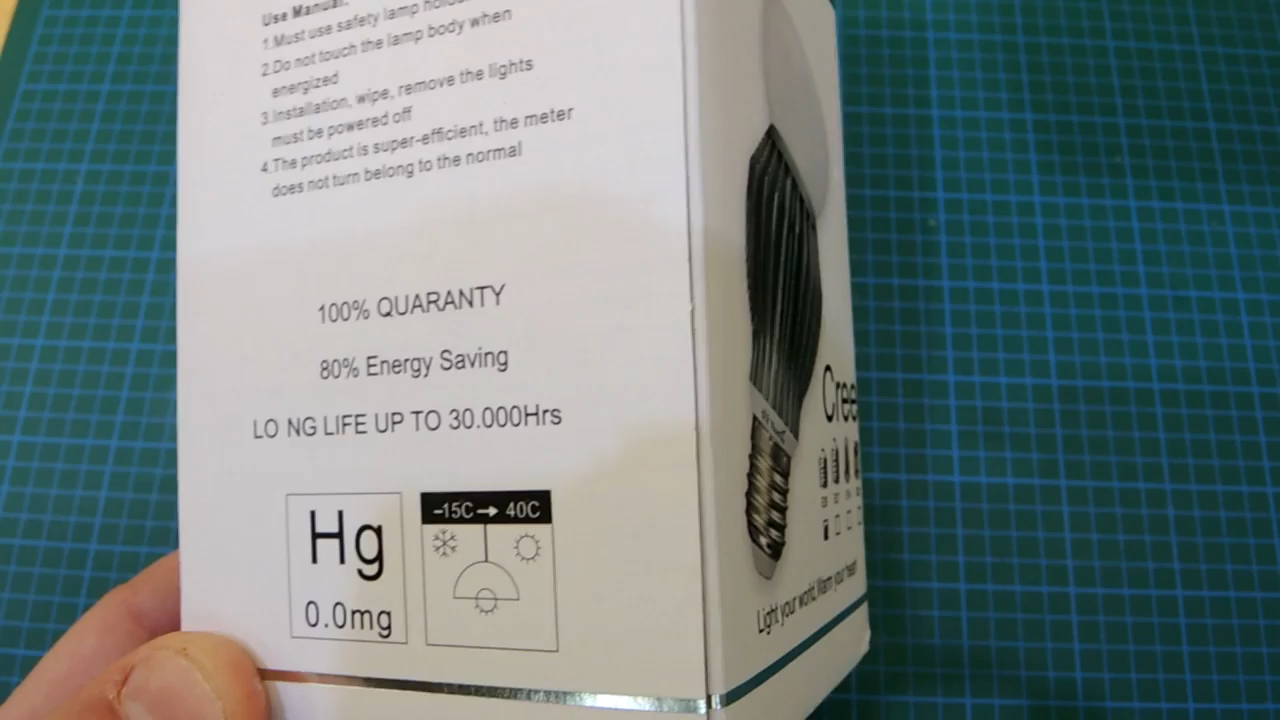 Use Manual:
1.Must use safety lamp
2.Do not touch the lamp body when
energized
3.Installation, wipe, remove the lights
must be powered off
4.The product is super-efficient, the meter
does not turn belong to the normal
100% QUARANTY
80% Energy Saving
LO NG LIFE UP TO 30.000Hrs
Hg
0.0mg
-15C→ 40C
Cree
Light your world,Warm your heart